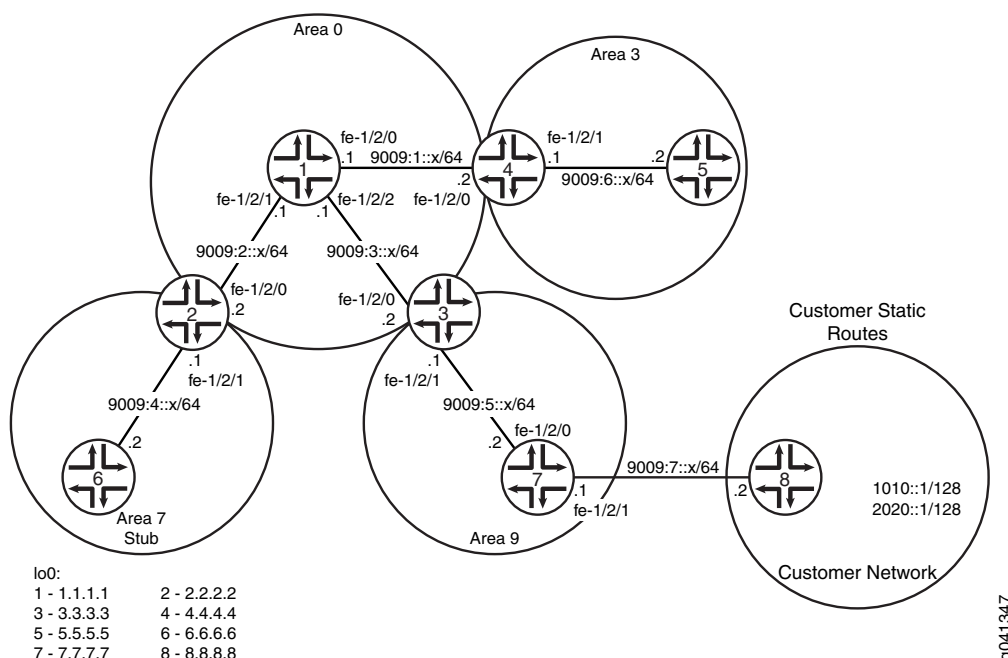 Area 0
Area 3
fe-1/2/0
.1
9009:1::x/64
.2
fe-1/2/0
1
4
fe-1/2/1
.1
9009:6::x/64
.2
5
fe-1/2/1
.1
.1
fe-1/2/2
9009:2::x/64
9009:3::x/64
fe-1/2/0
.2
2
fe-1/2/0
.2
3
.1
fe-1/2/1
9009:4::x/64
.2
6
Area 7
Stub
.1
fe-1/2/1
9009:5::x/64
fe-1/2/0
.2
7
.1
fe-1/2/1
Area 9
9009:7::x/64
.2
8
Customer Static
Routes
1010::1/128
2020::1/128
Customer Network
lo0:
1 - 1.1.1.1 2 - 2.2.2.2
3 - 3.3.3.3 4 - 4.4.4.4
5 - 5.5.5.5 6 - 6.6.6.6
7 - 7.7.7.7 8 - 8.8.8.8
g041347